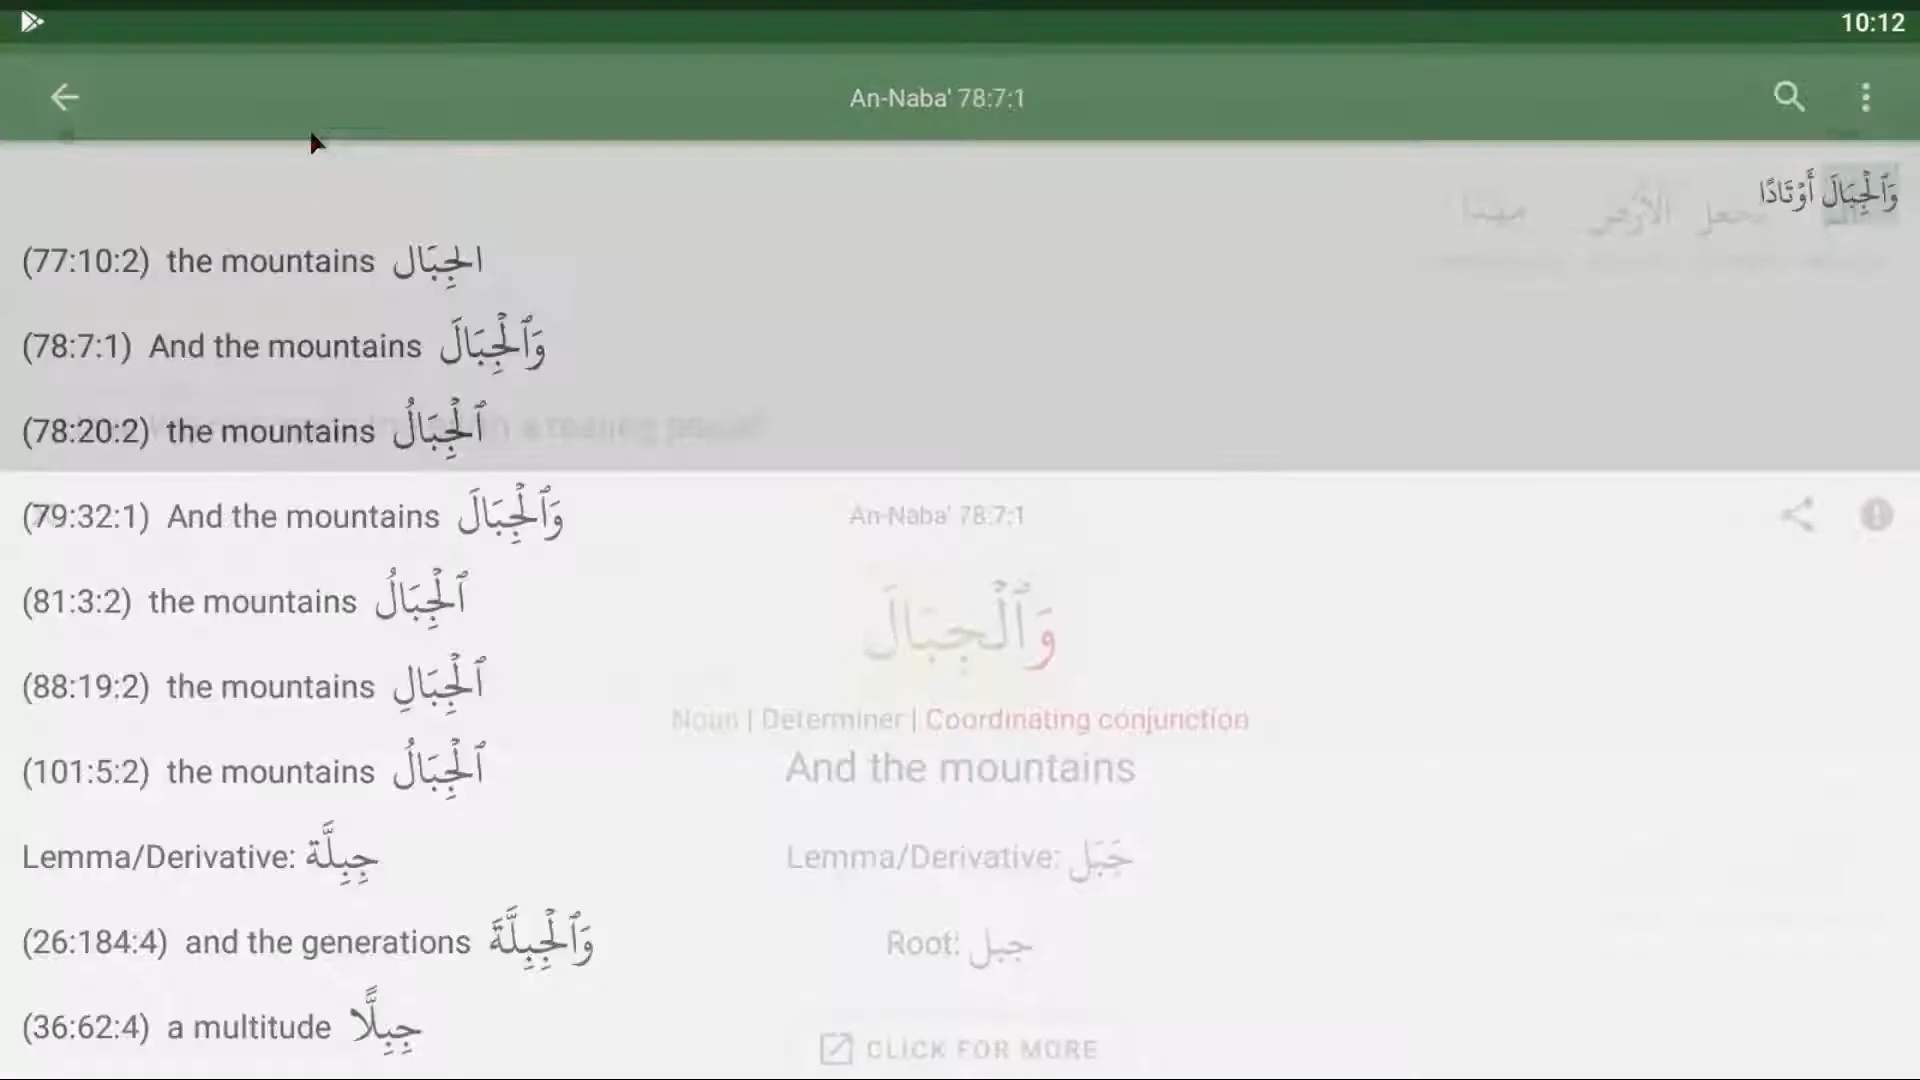 10:12
An-Naba' 78:7:1
وَٱلْجِبَالَ أَوْتَادًا
(77:10:2) the mountains الجِبَال
(78:7:1) And the mountains وَٱلْجِبَالَ
(78:20:2) the mountains ٱلْجِبَالُ
(79:32:1) And the mountains وَٱلْجِبَالَ
(81:3:2) the mountains ٱلْجِبَالُ
(88:19:2) the mountains ٱلْجِبَالِ
(101:5:2) the mountains ٱلْجِبَالُ
Lemma/Derivative: جِبِلَّة
(26:184:4) and the generations وَٱلْجِبِلَّةَ
(36:62:4) a multitude جِبِلًّا
An-Naba' 78:7:1
وَٱلْجِبَالَ
Noun | Determiner | Coordinating conjunction
And the mountains
Lemma/Derivative: جَبَل
Root: جبل
CLICK FOR MORE